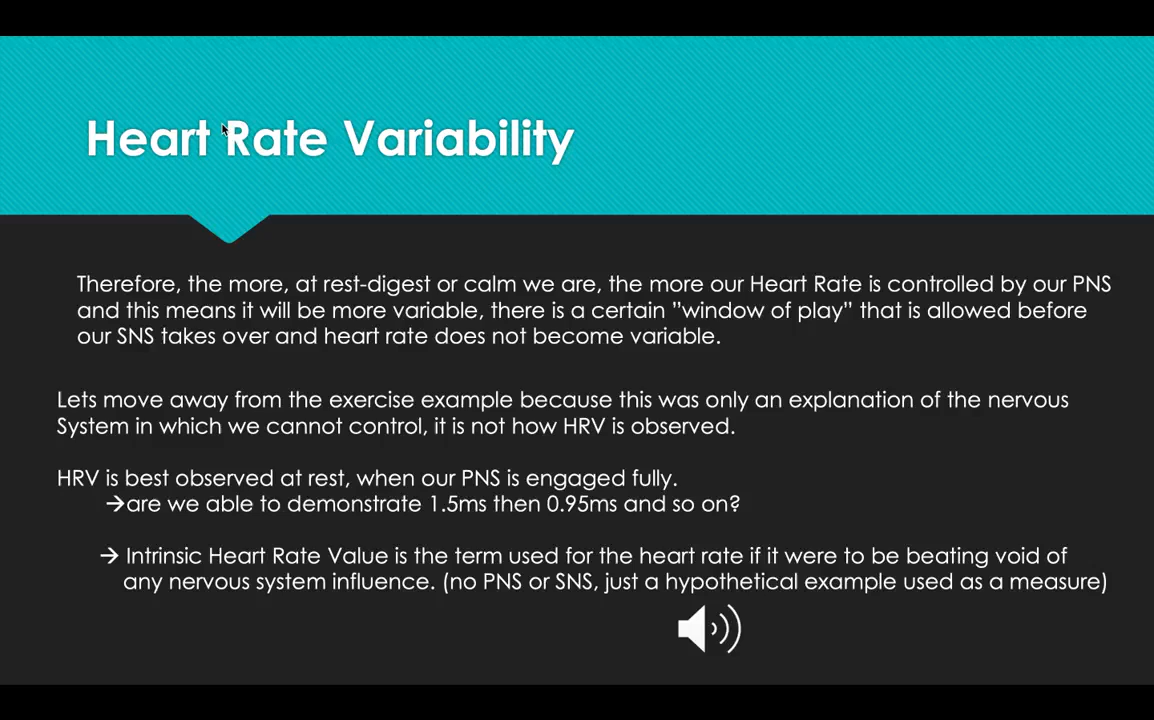 Heart Rate Variability
Therefore, the more, at rest-digest or calm we are, the more our Heart Rate is controlled by our PNS
and this means it will be more variable, there is a certain ”window of play” that is allowed before
our SNS takes over and heart rate does not become variable.
Lets move away from the exercise example because this was only an explanation of the nervous
System in which we cannot control, it is not how HRV is observed.
HRV is best observed at rest, when our PNS is engaged fully.
→are we able to demonstrate 1.5ms then 0.95ms and so on?
→ Intrinsic Heart Rate Value is the term used for the heart rate if it were to be beating void of
any nervous system influence. (no PNS or SNS, just a hypothetical example used as a measure)